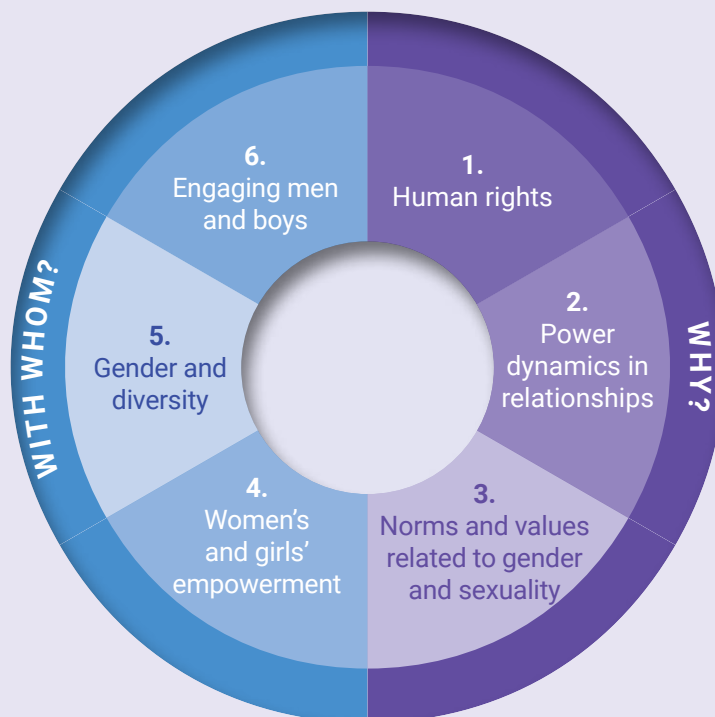 1.
Human rights
2.
Power
dynamics in
relationships
3.
Norms and values
related to gender
and sexuality
4.
Women’s
and girls’
empowerment
5.
Gender and
diversity
6.
Engaging men
and boys
WITH WHOM?
WHY?